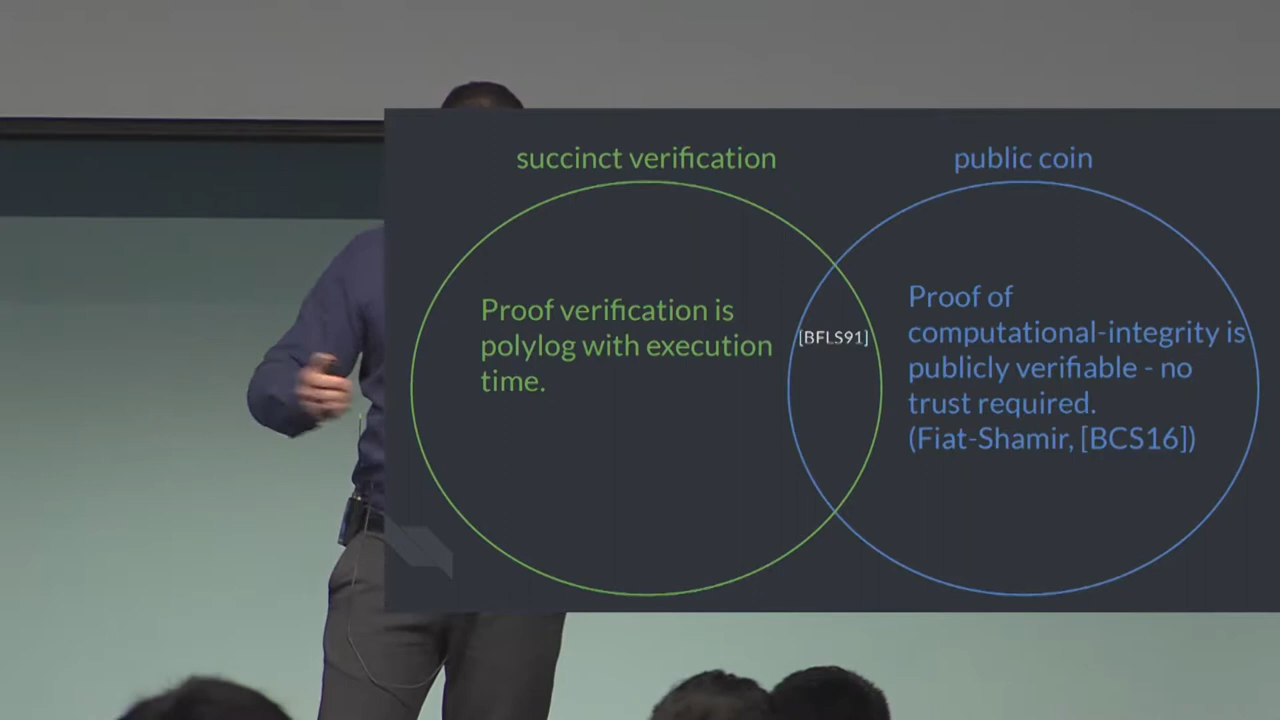 succinct verification
public coin
Proof verification is
polylog with execution
time.
[BFLS91]
Proof of
computational-integrity is
publicly verifiable - no
trust required.
(Fiat-Shamir, [BCS16])